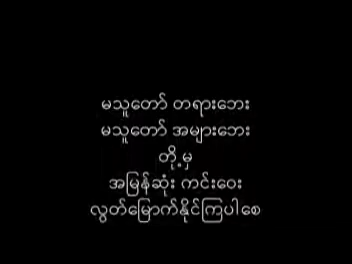 မသူတော် တရားဘေး
မသူတော် အများဘေး
တို့မှ
အမြန်ဆုံး ကင်းဝေး
လွတ်မြောက်နိုင်ကြပါစေ